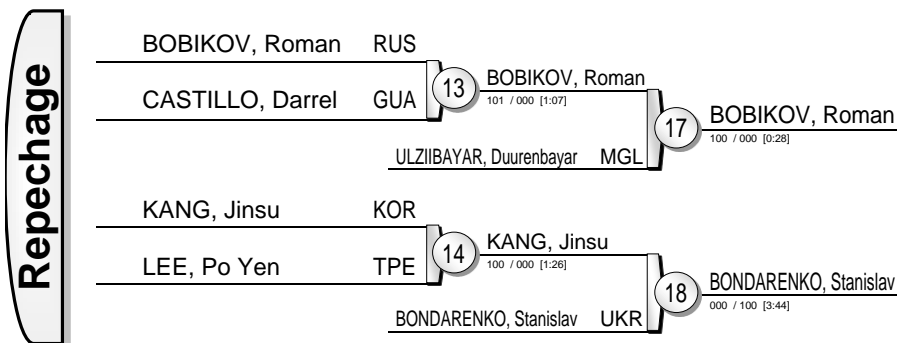 Repechage
BOBIKOV, Roman RUS
CASTILLO, Darrel GUA
13
BOBIKOV, Roman
101 / 000 [1:07]
ULZIIBAYAR, Duurenbayar MGL
17
BOBIKOV, Roman
100 / 000 [0:28]
KANG, Jinsu KOR
LEE, Po Yen TPE
14
KANG, Jinsu
100 / 000 [1:26]
BONDARENKO, Stanislav UKR
18
BONDARENKO, Stanislav
000 / 100 [3:44]